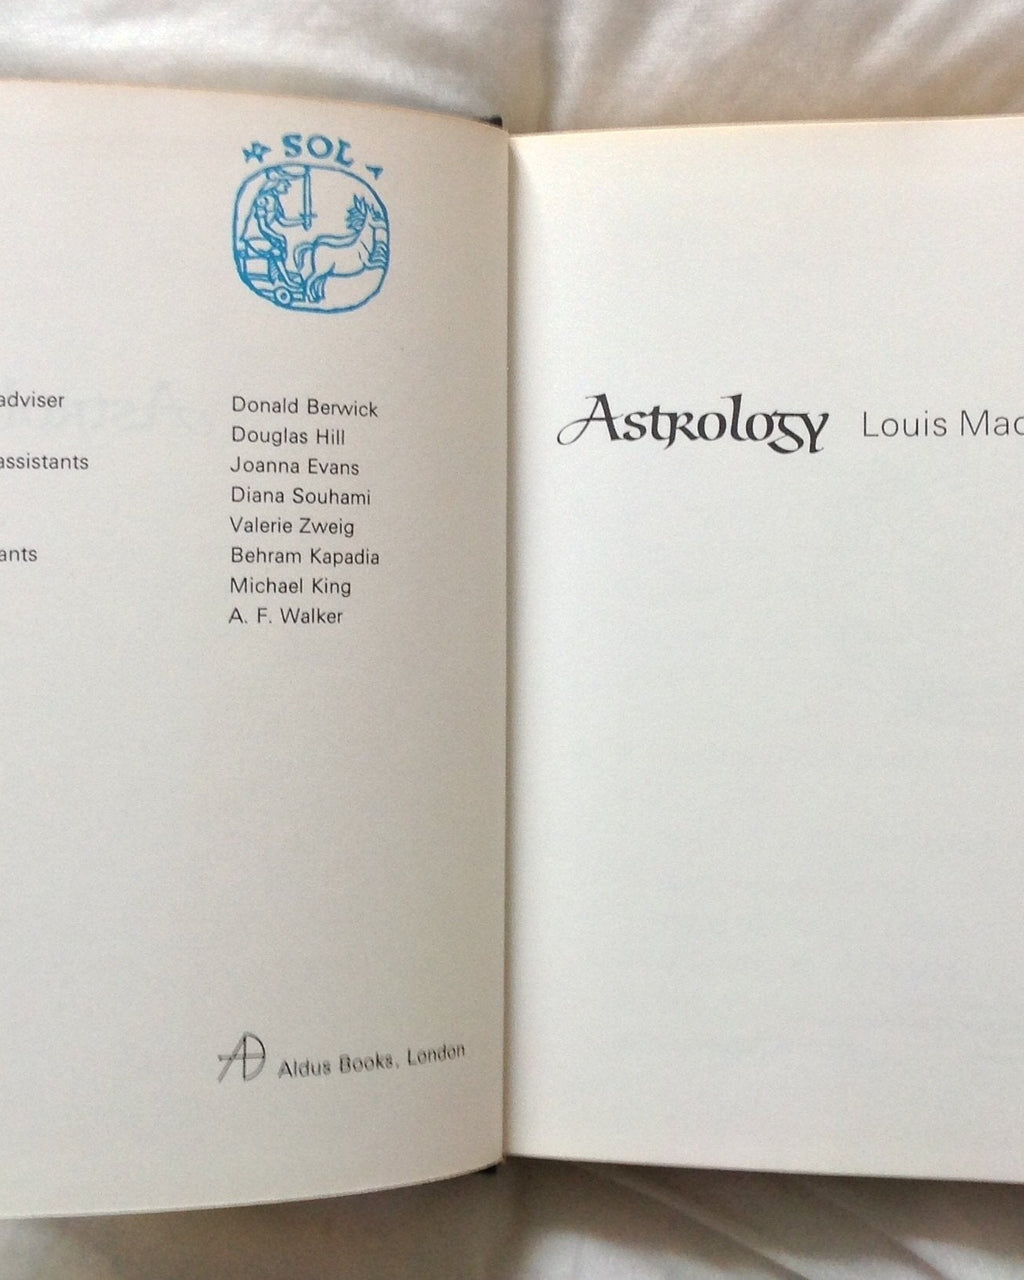 SOL
adviser
Donald Berwick
Douglas Hill
assistants
Joanna Evans
Diana Souhami
Valerie Zweig
ants
Behram Kapadia
Michael King
A. F. Walker
Aldus Books, London
Astrology Louis Mac